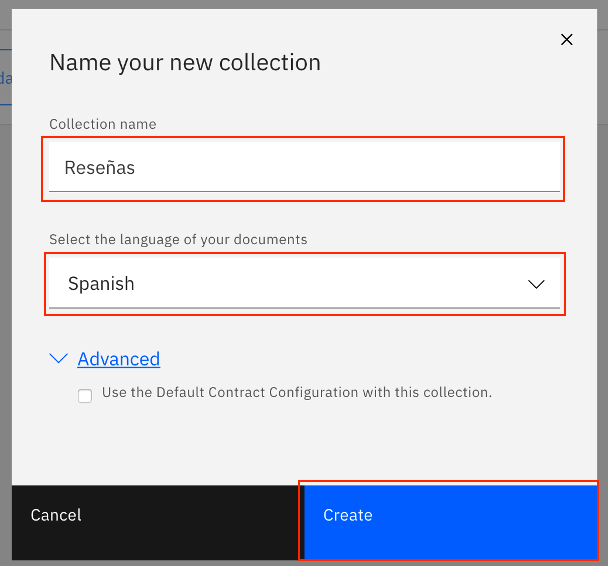 Name your new collection
Collection name
Reseñas
Select the language of your documents
Spanish
Advanced
Use the Default Contract Configuration with this collection.
Cancel
Create